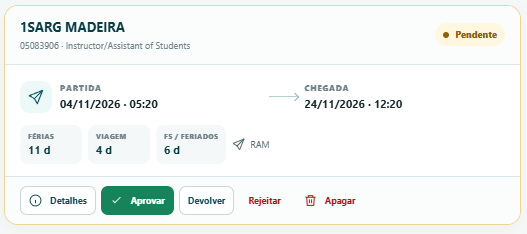 1SARG MADEIRA
05083906 · Instructor/Assistant of Students
Pendente
PARTIDA
04/11/2026 · 05:20
CHEGADA
24/11/2026 · 12:20
FÉRIAS
11 d
VIAGEM
4 d
FS / FERIADOS
6 d
RAM
Detalhes
Aprovar
Devolver
Rejeitar
Apagar